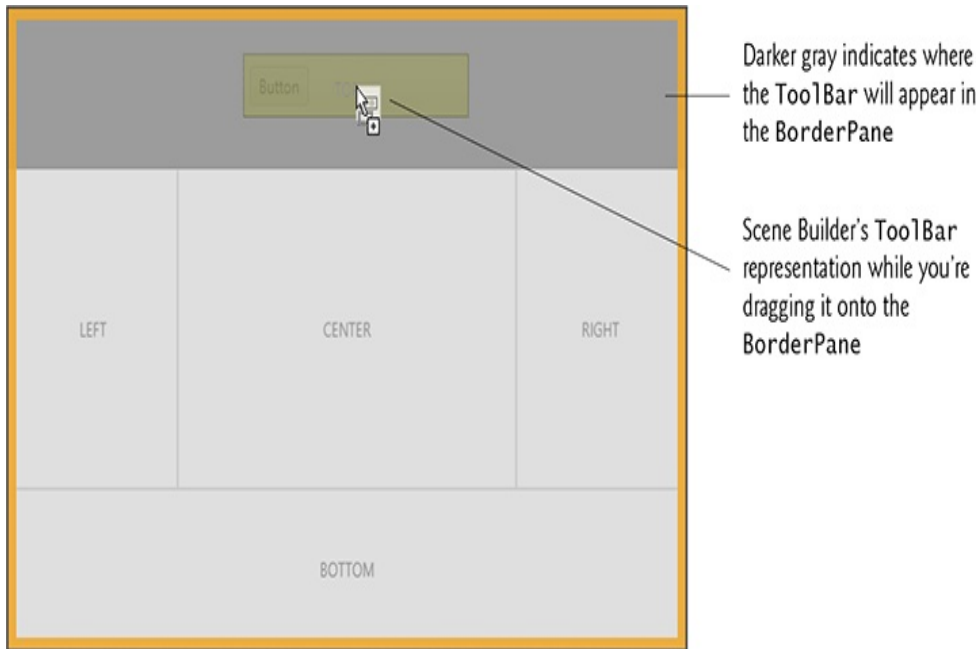 Button
Darker gray indicates where
the ToolBar will appear in
the BorderPane
Scene Builder's ToolBar
representation while you're
dragging it onto the
BorderPane
LEFT
CENTER
RIGHT
BOTTOM